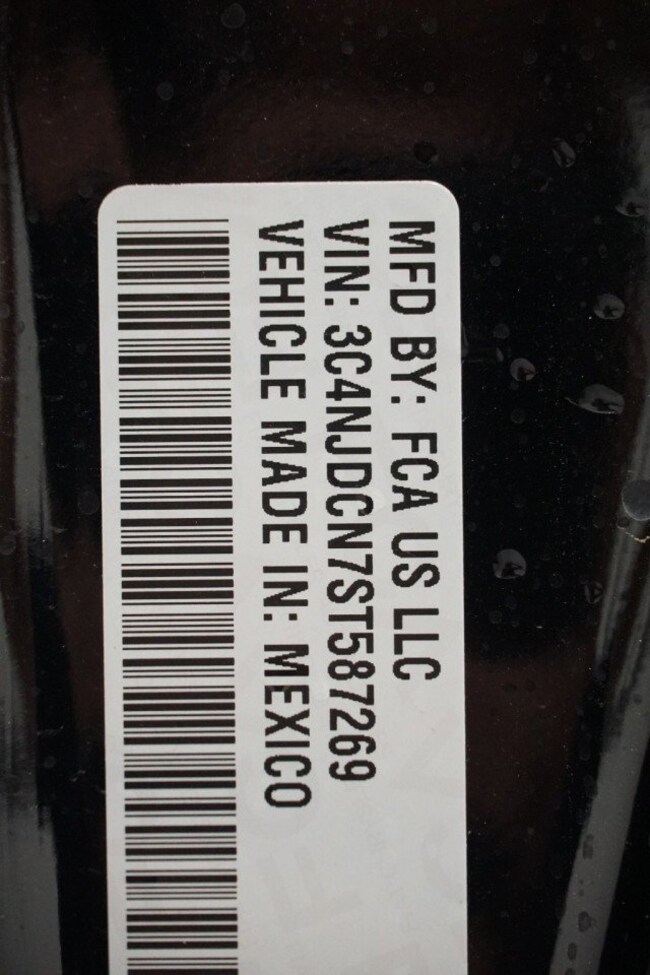 MFD BY: FCA US LLC
VIN: 3C4NJDCN7ST587269
VEHICLE MADE IN: MEXICO